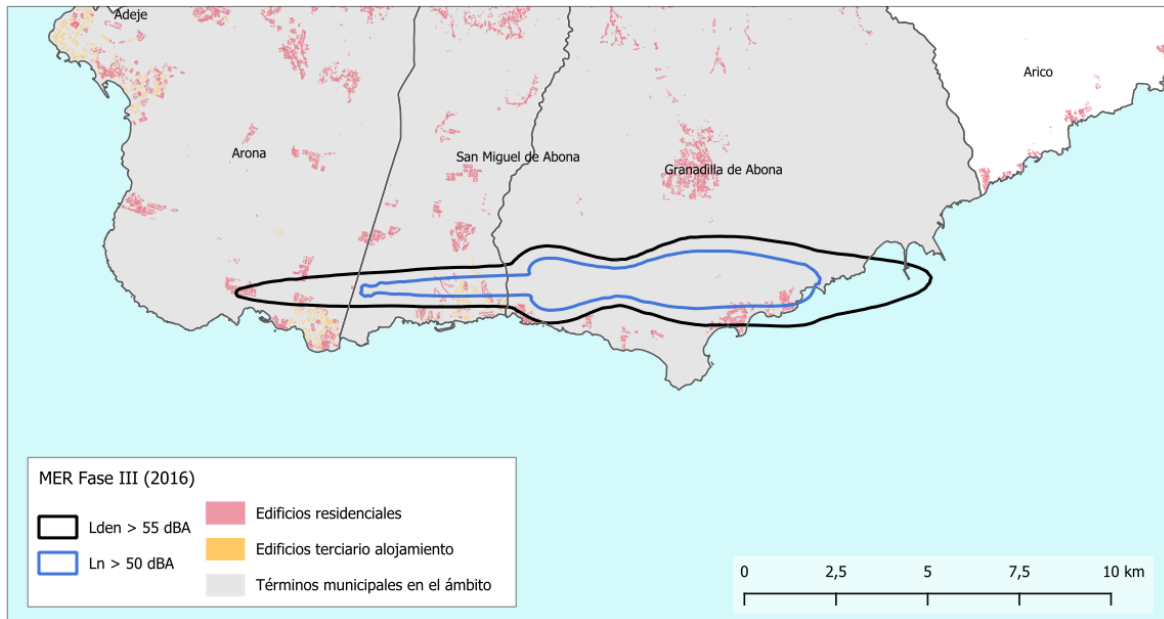 Adeje
Arico
Arona
San Miguel de Abona
Granadilla de Abona
MER Fase III (2016)
Lden > 55 dBA
Ln > 50 dBA
Edificios residenciales
Edificios terciario alojamiento
Términos municipales en el ámbito
0 2,5 5 7,5 10 km